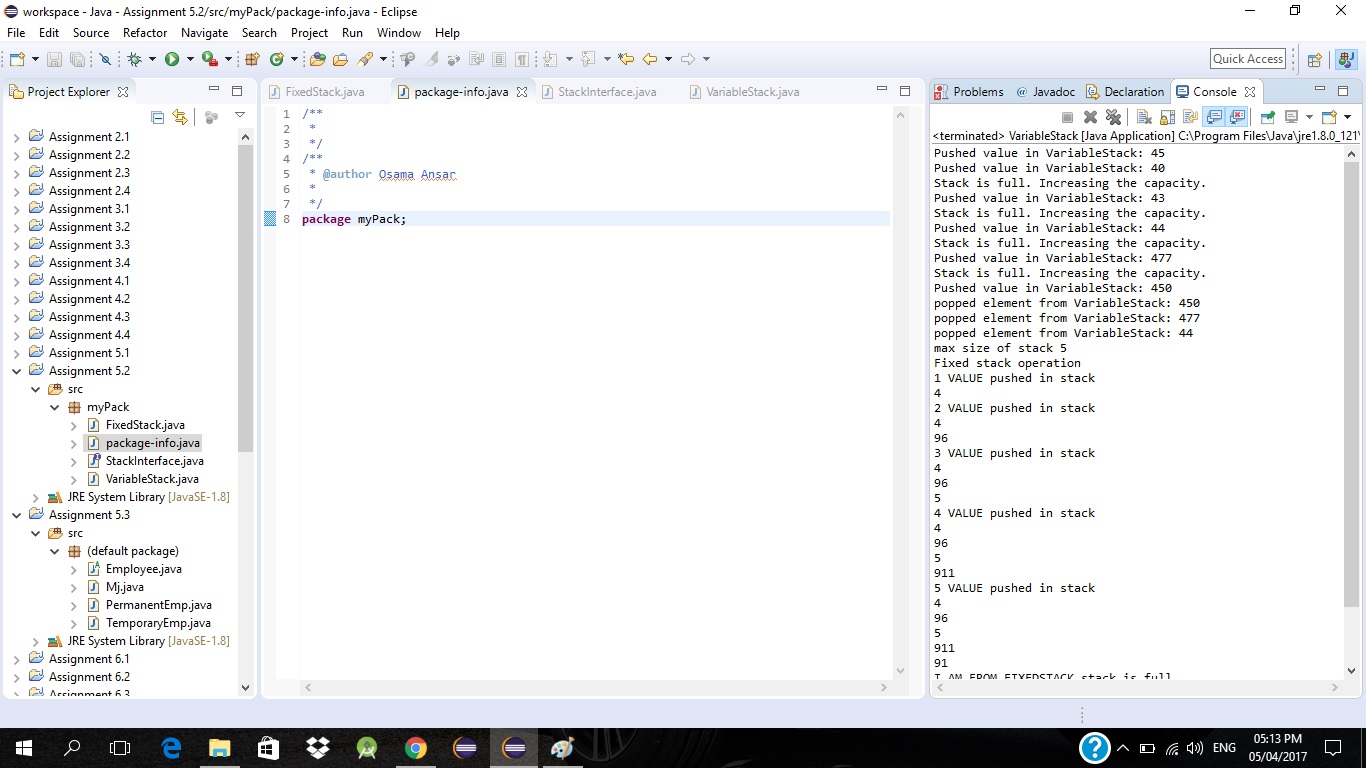 workspace - Java - Assignment 5.2/src/myPack/package-info.java - Eclipse
File Edit Source Refactor Navigate Search Project Run Window Help
Quick Access
Project Explorer
Assignment 2.1
Assignment 2.2
Assignment 2.3
Assignment 2.4
Assignment 3.1
Assignment 3.2
Assignment 3.3
Assignment 3.4
Assignment 4.1
Assignment 4.2
Assignment 4.3
Assignment 4.4
Assignment 5.1
Assignment 5.2
src
myPack
FixedStack.java
package-info.java
StackInterface.java
VariableStack.java
JRE System Library [JavaSE-1.8]
Assignment 5.3
src
(default package)
Employee.java
Mj.java
PermanentEmp.java
TemporaryEmp.java
JRE System Library [JavaSE-1.8]
Assignment 6.1
Assignment 6.2
Assignment 6.3
FixedStack.java package-info.java StackInterface.java VariableStack.java
1 /**
2 *
3 */
4 /**
5 * @author Osama Ansar
6 *
7 */
8 package myPack;
Problems @ Javadoc Declaration Console
<terminated> VariableStack [Java Application] C:\Program Files\Java\jre1.8.0_121\
Pushed value in VariableStack: 45
Pushed value in VariableStack: 40
Stack is full. Increasing the capacity.
Pushed value in VariableStack: 43
Stack is full. Increasing the capacity.
Pushed value in VariableStack: 44
Stack is full. Increasing the capacity.
Pushed value in VariableStack: 477
Stack is full. Increasing the capacity.
Pushed value in VariableStack: 450
popped element from VariableStack: 450
popped element from VariableStack: 477
popped element from VariableStack: 44
max size of stack 5
Fixed stack operation
1 VALUE pushed in stack
4
2 VALUE pushed in stack
4
96
3 VALUE pushed in stack
4
96
5
4 VALUE pushed in stack
4
96
5
911
5 VALUE pushed in stack
4
96
5
911
91
I AM FROM FIXEDSTACK stack is full
ENG
05:13 PM
05/04/2017